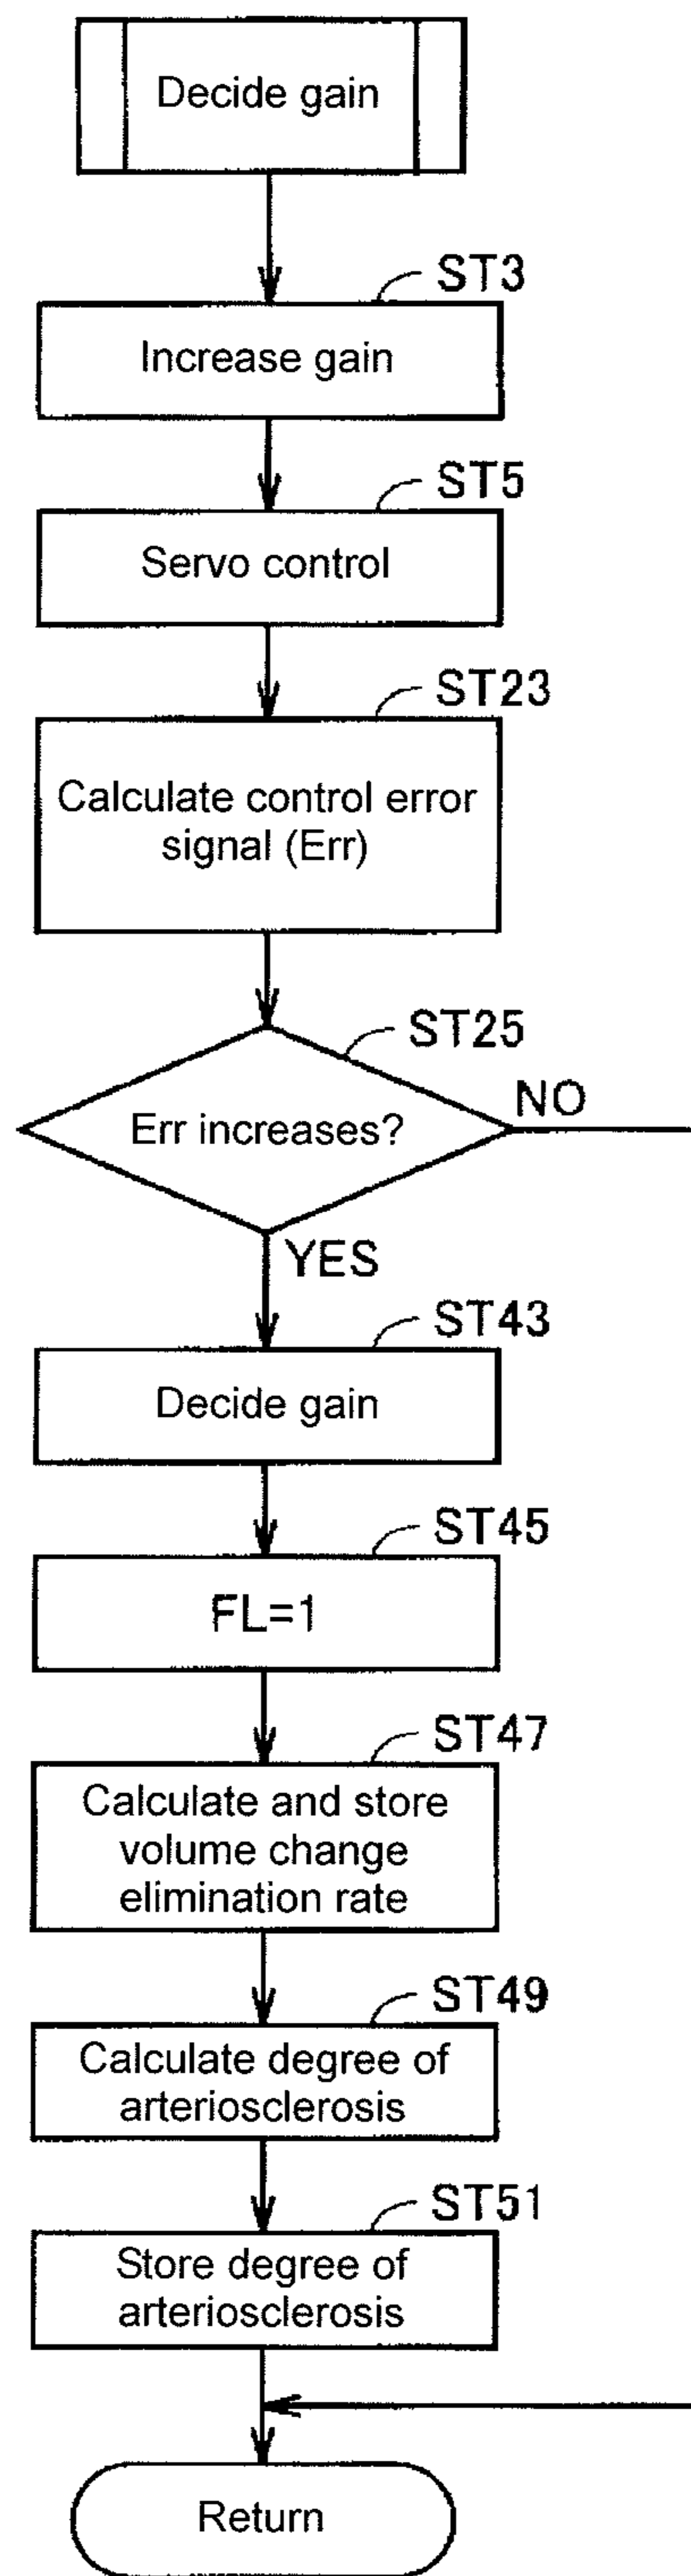 Decide gain
ST3
Increase gain
ST5
Servo control
ST23
Calculate control error
signal (Err)
ST25
Err increases?
NO
YES
ST43
Decide gain
ST45
FL=1
ST47
Calculate and store
volume change
elimination rate
ST49
Calculate degree of
arteriosclerosis
ST51
Store degree of
arteriosclerosis
Return